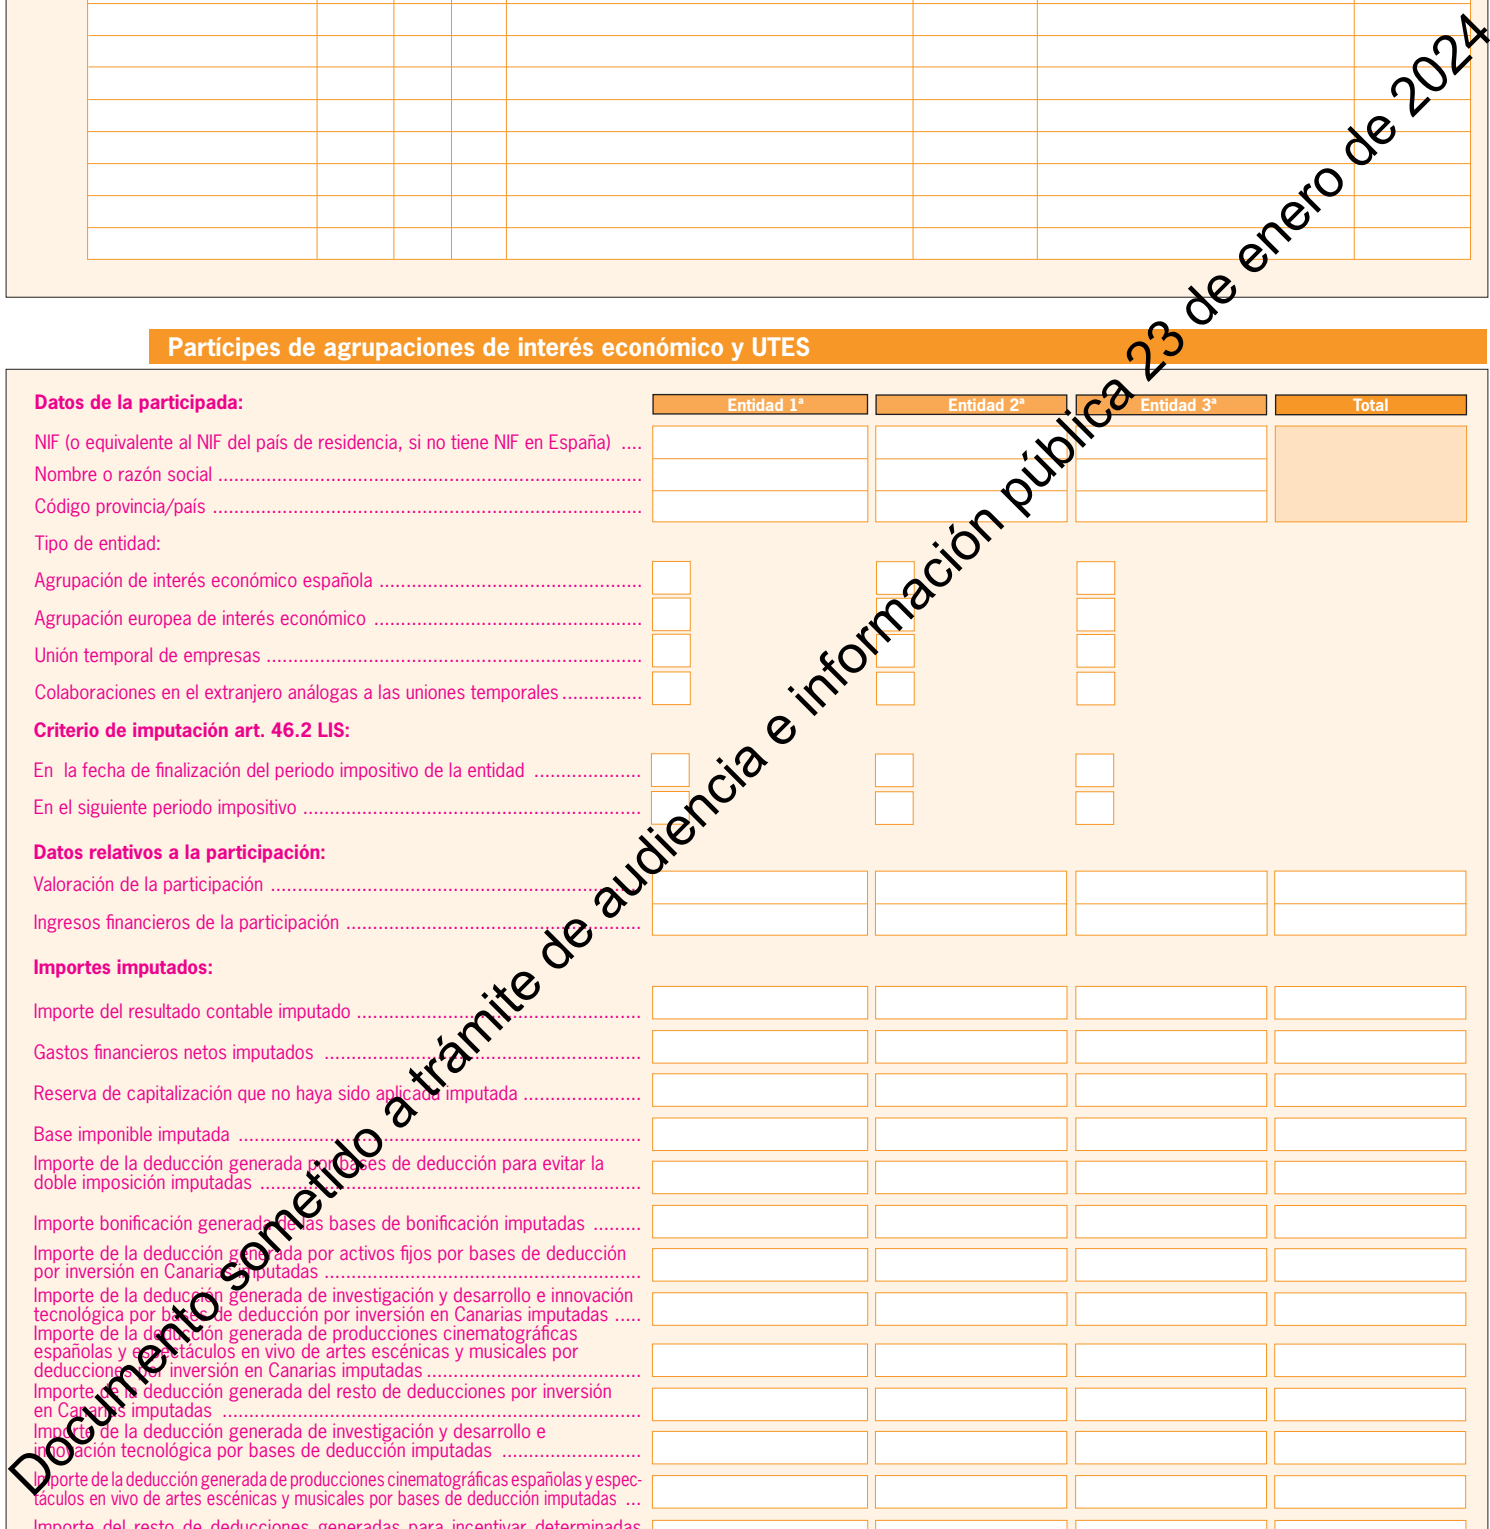 Partícipes de agrupaciones de interés económico y UTES
Datos de la participada:
Entidad 1ª
Entidad 2ª
Entidad 3ª
Total
NIF (o equivalente al NIF del país de residencia, si no tiene NIF en España) ....
Nombre o razón social
Código provincia/país
Tipo de entidad:
Agrupación de interés económico española
Agrupación europea de interés económico
Unión temporal de empresas
Colaboraciones en el extranjero análogas a las uniones temporales
Criterio de imputación art. 46.2 LIS:
En la fecha de finalización del periodo impositivo de la entidad
En el siguiente periodo impositivo
Datos relativos a la participación:
Valoración de la participación
Ingresos financieros de la participación
Importes imputados:
Importe del resultado contable imputado
Gastos financieros netos imputados
Reserva de capitalización que no haya sido aplicada imputada
Base imponible imputada
Importe de la deducción generada por bases de deducción para evitar la
doble imposición imputadas
Importe bonificación generada de las bases de bonificación imputadas
Importe de la deducción generada por activos fijos por bases de deducción
por inversión en Canarias imputadas
Importe de la deducción generada de investigación y desarrollo e innovación
tecnológica por bases de deducción por inversión en Canarias imputadas .....
Importe de la deducción generada de producciones cinematográficas
españolas y espectáculos en vivo de artes escénicas y musicales por
deducciones por inversión en Canarias imputadas
Importe de la deducción generada del resto de deducciones por inversión
en Canarias imputadas
Importe de la deducción generada de investigación y desarrollo e
innovación tecnológica por bases de deducción imputadas
Importe de la deducción generada de producciones cinematográficas españolas y espec-
táculos en vivo de artes escénicas y musicales por bases de deducción imputadas ...
Importe del resto de deducciones generadas para incentivar determinadas
Documento sometido a trámite de audiencia e información pública 23 de enero de 2024